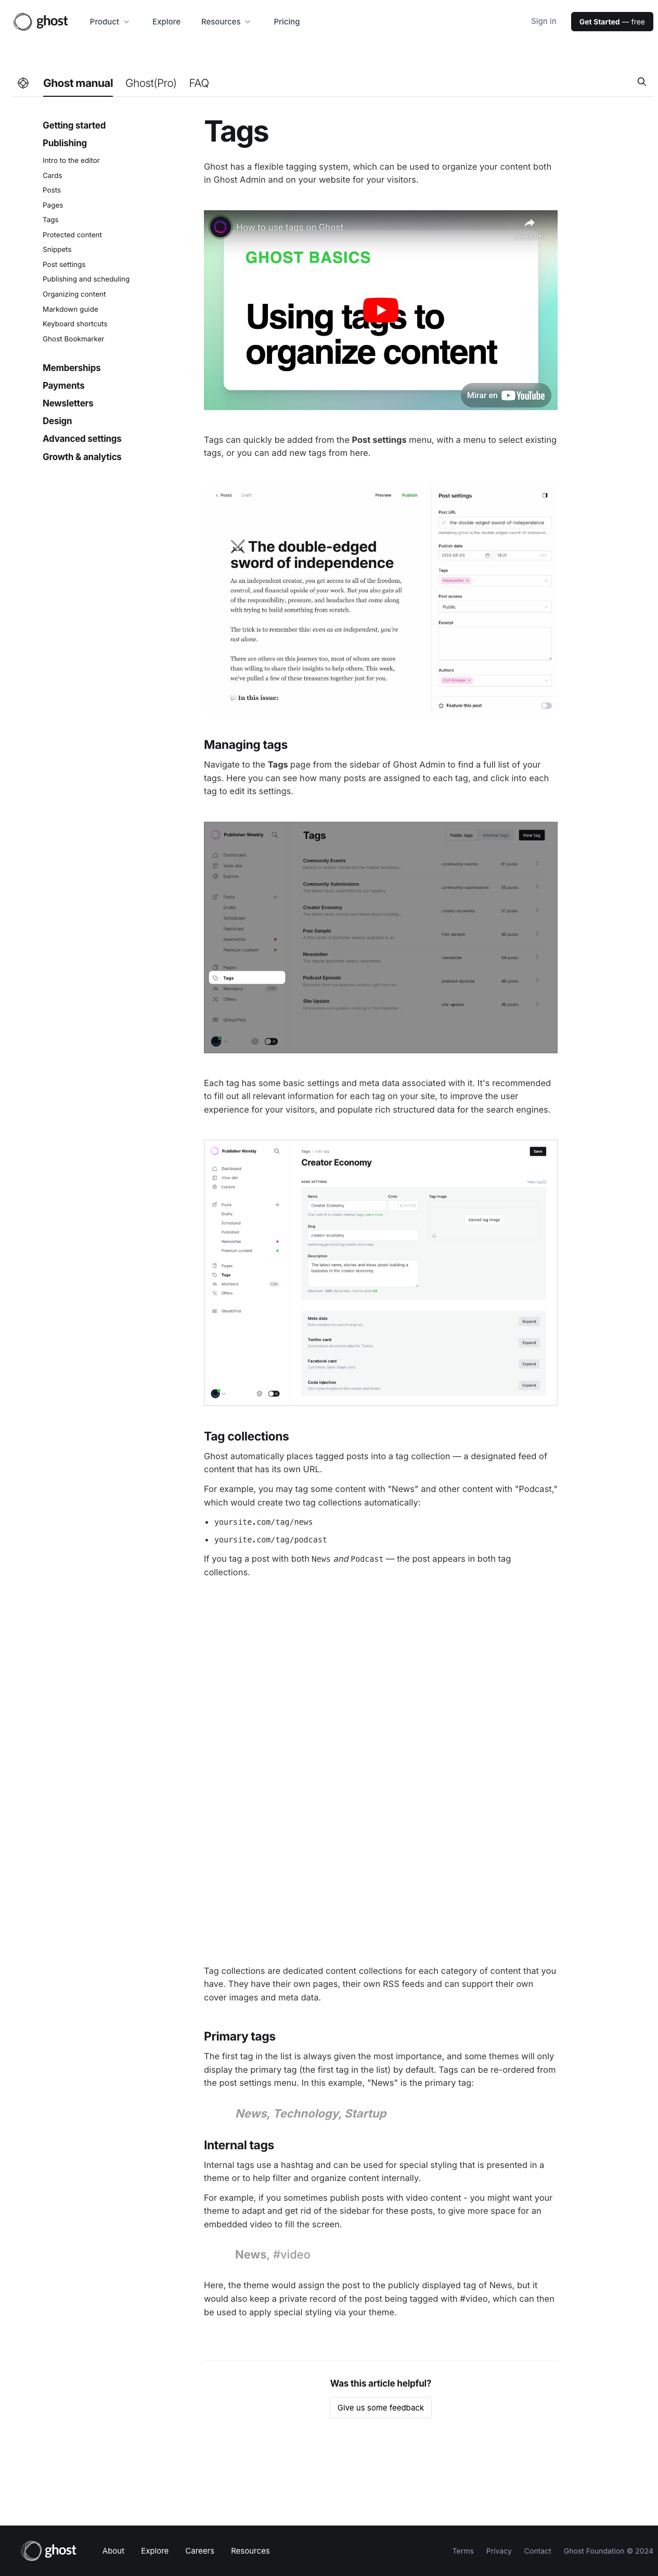 ghost
Product
Explore
Resources
Pricing
Sign in
Get Started — free
Ghost manual
Ghost(Pro)
FAQ
Getting started
Publishing
Intro to the editor
Cards
Posts
Pages
Tags
Protected content
Snippets
Post settings
Publishing and scheduling
Organizing content
Markdown guide
Keyboard shortcuts
Ghost Bookmarker
Memberships
Payments
Newsletters
Design
Advanced settings
Growth & analytics
Tags
Ghost has a flexible tagging system, which can be used to organize your content both
in Ghost Admin and on your website for your visitors.
How to use tags on Ghost
GHOST BASICS
Using tags to
organize content
Mirar en YouTube
Tags can quickly be added from the Post settings menu, with a menu to select existing
tags, or you can add new tags from here.
Posts
Draft
Preview
Publish
The double-edged
sword of independence
As an independent creator, you get access to all of the freedom,
control, and financial upside of your work. But you also gain all
of the responsibility, pressure, and headaches that come along
with trying to build something from scratch.
The trick is to remember this: even as an independent, you're
not alone.
There are others on this journey too, most of whom are more
than willing to share their insights to help others. This week,
we've pulled a few of these treasures together just for you.
In this issue:
Post settings
Post URL
the-double-edged-sword-of-independence
Publish date
2023-05-03
16:21
Tags
Newsletter
Post access
Public
Excerpt
Authors
Feature this post
Managing tags
Navigate to the Tags page from the sidebar of Ghost Admin to find a full list of your
tags. Here you can see how many posts are assigned to each tag, and click into each
tag to edit its settings.
Publisher Weekly
Dashboard
View site
Explore
Posts
Drafts
Scheduled
Published
Newsletter
Premium content
Pages
Tags
Members
Offers
Ghost(Pro)
Tags
Public tags
Internal tags
New tag
Community Events
community-events
Community Submissions
community-submissions
Creator Economy
creator-economy
Free Sample
free-sample
Newsletter
newsletter
Podcast Episode
podcast-episode
Site Update
site-update
Each tag has some basic settings and meta data associated with it. It's recommended
to fill out all relevant information for each tag on your site, to improve the user
experience for your visitors, and populate rich structured data for the search engines.
Publisher Weekly
Dashboard
View site
Explore
Posts
Drafts
Scheduled
Published
Newsletter
Premium content
Pages
Tags
Members
Offers
Ghost(Pro)
Tags
Edit tag
Save
Creator Economy
BASIC SETTINGS
View tag
Name
Color
Tag image
Creator Economy
Upload tag image
Slug
creator-economy
Description
The latest news, stories and ideas about building a
business in the creator economy.
Meta data
Expand
Twitter card
Expand
Facebook card
Expand
Code injection
Expand
Tag collections
Ghost automatically places tagged posts into a tag collection — a designated feed of
content that has its own URL.
For example, you may tag some content with "News" and other content with "Podcast,"
which would create two tag collections automatically:
• yoursite.com/tag/news
• yoursite.com/tag/podcast
If you tag a post with both News and Podcast — the post appears in both tag
collections.
Tag collections are dedicated content collections for each category of content that you
have. They have their own pages, their own RSS feeds and can support their own
cover images and meta data.
Primary tags
The first tag in the list is always given the most importance, and some themes will only
display the primary tag (the first tag in the list) by default. Tags can be re-ordered from
the post settings menu. In this example, "News" is the primary tag:
News, Technology, Startup
Internal tags
Internal tags use a hashtag and can be used for special styling that is presented in a
theme or to help filter and organize content internally.
For example, if you sometimes publish posts with video content - you might want your
theme to adapt and get rid of the sidebar for these posts, to give more space for an
embedded video to fill the screen.
News, #video
Here, the theme would assign the post to the publicly displayed tag of News, but it
would also keep a private record of the post being tagged with #video, which can then
be used to apply special styling via your theme.
Was this article helpful?
Give us some feedback
ghost
About
Explore
Careers
Resources
Terms
Privacy
Contact
Ghost Foundation © 2024